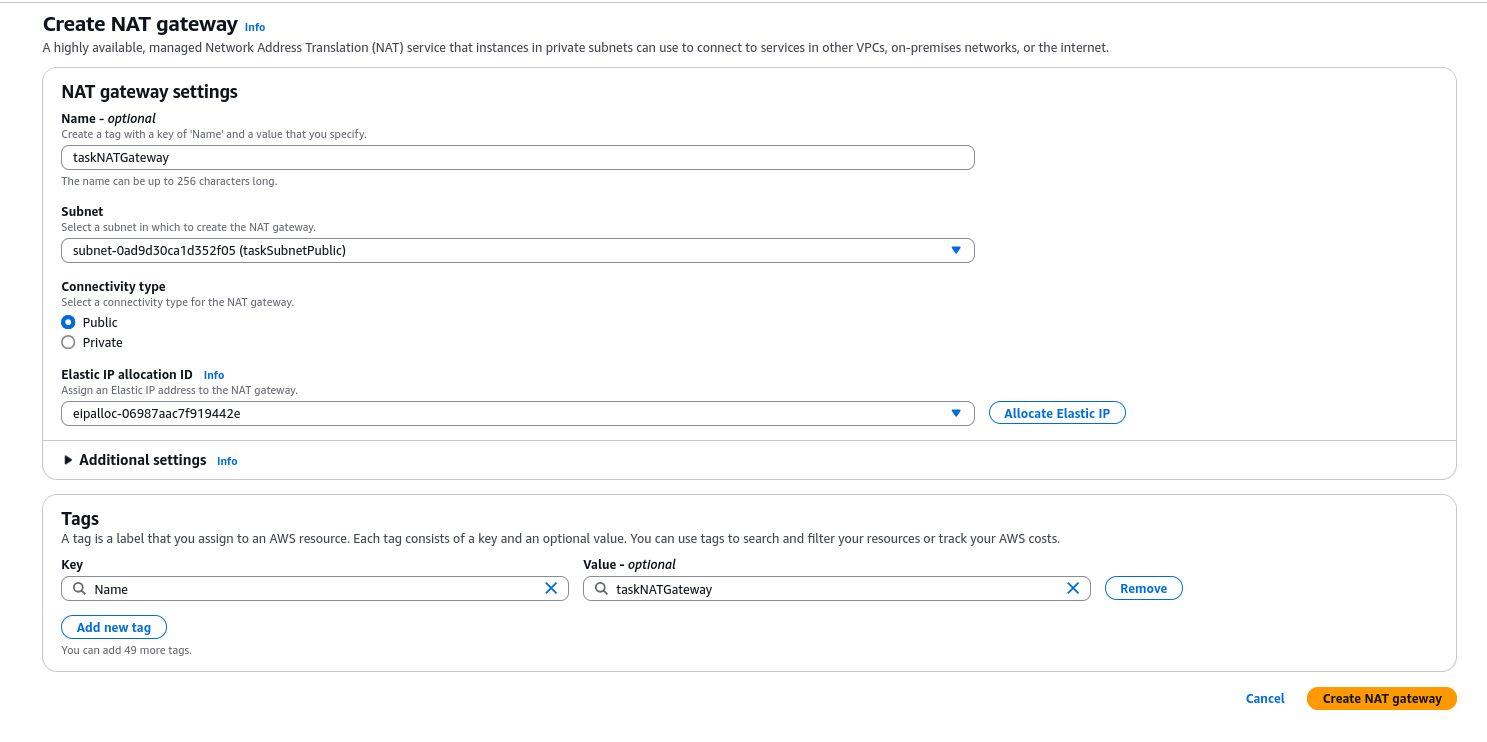 Create NAT gateway Info
A highly available, managed Network Address Translation (NAT) service that instances in private subnets can use to connect to services in other VPCs, on-premises networks, or the internet.
NAT gateway settings
Name - optional
Create a tag with a key of 'Name' and a value that you specify.
taskNATGateway
The name can be up to 256 characters long.
Subnet
Select a subnet in which to create the NAT gateway.
subnet-0ad9d30ca1d352f05 (taskSubnetPublic)
Connectivity type
Select a connectivity type for the NAT gateway.
Public
Private
Elastic IP allocation ID Info
Assign an Elastic IP address to the NAT gateway.
eipalloc-06987aac7f919442e Allocate Elastic IP
Additional settings Info
Tags
A tag is a label that you assign to an AWS resource. Each tag consists of a key and an optional value. You can use tags to search and filter your resources or track your AWS costs.
Key Value - optional
Name taskNATGateway Remove
Add new tag
You can add 49 more tags.
Cancel Create NAT gateway